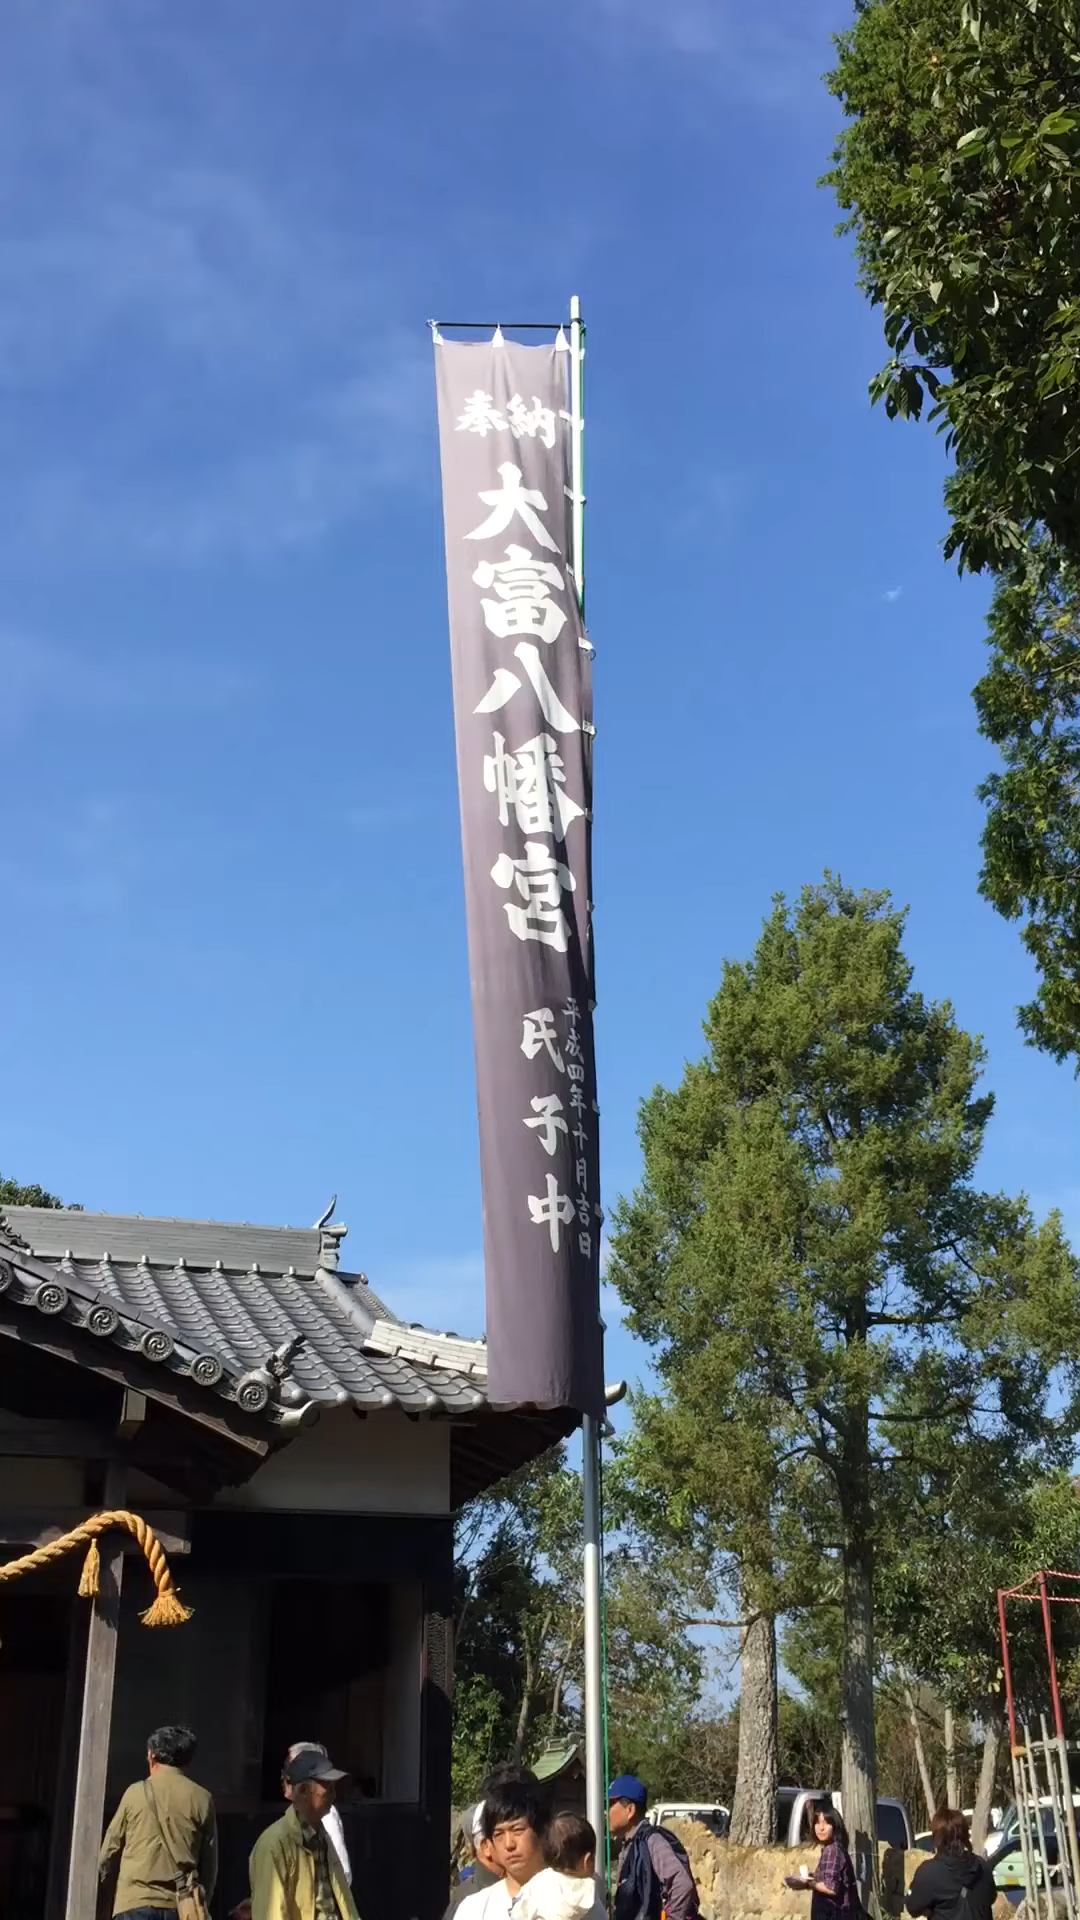 奉納
大富八幡宮
平成四年十月吉日
氏子中